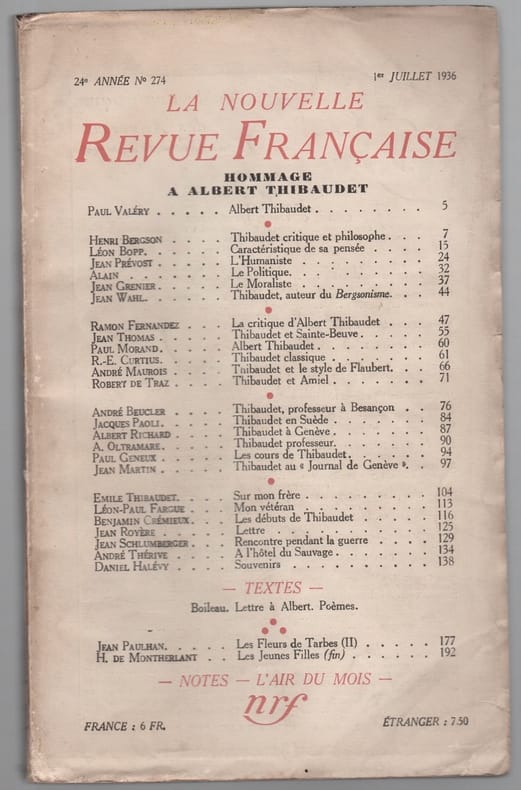 24e ANNÉE No 274
1er JUILLET 1936
LA NOUVELLE
REVUE FRANÇAISE
HOMMAGE
A ALBERT THIBAUDET
PAUL VALÉRY . . . . . Albert Thibaudet . . . . . . . . 5
HENRI BERGSON . . . . Thibaudet critique et philosophe . . . 7
LÉON BOPP . . . . . Caractéristique de sa pensée . . . . 15
JEAN PRÉVOST . . . . L'Humaniste . . . . . . . . . 24
ALAIN . . . . . . Le Politique . . . . . . . . . 32
JEAN GRENIER . . . . Le Moraliste . . . . . . . . . 37
JEAN WAHL . . . . . Thibaudet, auteur du Bergsonisme . . . 44
RAMON FERNANDEZ . . . . La critique d'Albert Thibaudet . . . 47
JEAN THOMAS . . . . Thibaudet et Sainte-Beuve . . . . . 55
PAUL MORAND . . . . Albert Thibaudet . . . . . . . . 60
R.-E. CURTIUS . . . . Thibaudet classique . . . . . . . 61
ANDRÉ MAUROIS . . . . Thibaudet et le style de Flaubert . . . 66
ROBERT DE TRAZ . . . . Thibaudet et Amiel . . . . . . . 71
ANDRÉ BEUCLER . . . . Thibaudet, professeur à Besançon . . 76
JACQUES PAOLI . . . . Thibaudet en Suède . . . . . . . 84
ALBERT RICHARD . . . . Thibaudet à Genève . . . . . . . 87
A. OLTRAMARE . . . . Thibaudet professeur . . . . . . . 90
PAUL GENEUX . . . . Les cours de Thibaudet . . . . . . 94
JEAN MARTIN . . . . Thibaudet au « Journal de Genève » . . 97
EMILE THIBAUDET . . . . Sur mon frère . . . . . . . . . 104
LÉON-PAUL FARGUE . . . Mon vétéran . . . . . . . . . 113
BENJAMIN CRÉMIEUX . . . Les débuts de Thibaudet . . . . . 116
JEAN ROYÈRE . . . . Lettre . . . . . . . . . . . 125
JEAN SCHLUMBERGER . . . Rencontre pendant la guerre . . . . 129
ANDRÉ THÉRIVE . . . . A l'hôtel du Sauvage . . . . . . . 134
DANIEL HALÉVY . . . . Souvenirs . . . . . . . . . . 138
— TEXTES —
Boileau. Lettre à Albert. Poèmes.
JEAN PAULHAN . . . . Les Fleurs de Tarbes (II) . . . . . 177
H. DE MONTHERLANT . . Les Jeunes Filles (fin) . . . . . . 192
— NOTES — L'AIR DU MOIS —
nrf
FRANCE : 6 FR.
ÉTRANGER : 7.50